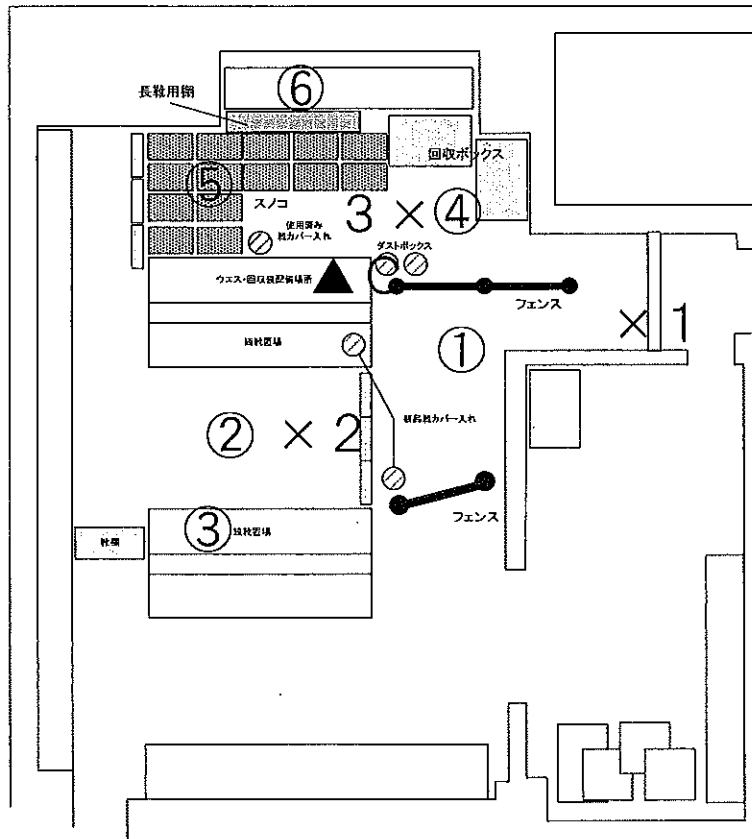 ⑥
長靴用棚
回収ボックス
⑤
スノコ
3 × ④
使用済み
靴カバー入れ
ダストボックス
ウエス・回収袋配備場所
フェンス
× 1
①
靴置場
② × 2
新品靴カバー入れ
③
靴置場
フェンス
靴棚